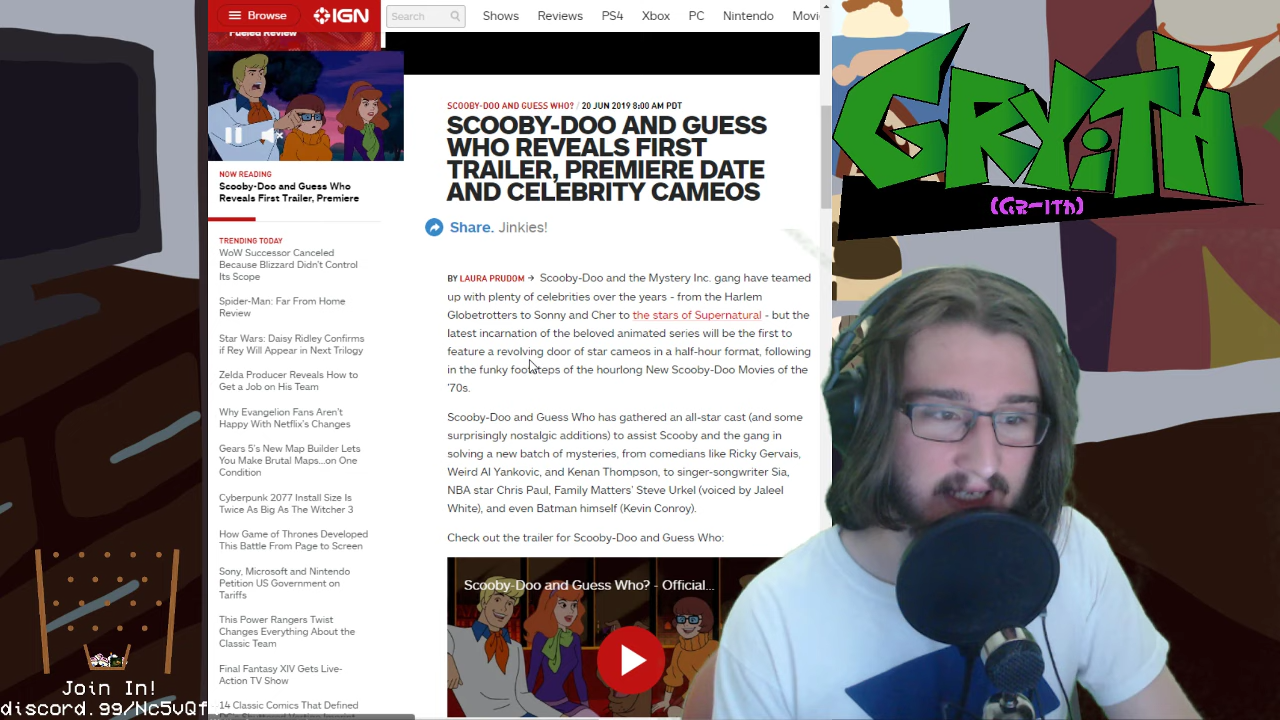 Browse
IGN
Search
Shows
Reviews
PS4
Xbox
PC
Nintendo
Movi
Fueled Review
NOW READING
Scooby-Doo and Guess Who
Reveals First Trailer, Premiere
TRENDING TODAY
WoW Successor Canceled
Because Blizzard Didn't Control
Its Scope
Spider-Man: Far From Home
Review
Star Wars: Daisy Ridley Confirms
if Rey Will Appear in Next Trilogy
Zelda Producer Reveals How to
Get a Job on His Team
Why Evangelion Fans Aren't
Happy With Netflix's Changes
Gears 5's New Map Builder Lets
You Make Brutal Maps...on One
Condition
Cyberpunk 2077 Install Size Is
Twice As Big As The Witcher 3
How Game of Thrones Developed
This Battle From Page to Screen
Sony, Microsoft and Nintendo
Petition US Government on
Tariffs
This Power Rangers Twist
Changes Everything About the
Classic Team
Final Fantasy XIV Gets Live-
Action TV Show
14 Classic Comics That Defined
SCOOBY-DOO AND GUESS WHO? / 20 JUN 2019 8:00 AM PDT
SCOOBY-DOO AND GUESS
WHO REVEALS FIRST
TRAILER, PREMIERE DATE
AND CELEBRITY CAMEOS
Share. Jinkies!
BY LAURA PRUDOM Scooby-Doo and the Mystery Inc. gang have teamed
up with plenty of celebrities over the years - from the Harlem
Globetrotters to Sonny and Cher to the stars of Supernatural - but the
latest incarnation of the beloved animated series will be the first to
feature a revolving door of star cameos in a half-hour format, following
in the funky footsteps of the hourlong New Scooby-Doo Movies of the
'70s.
Scooby-Doo and Guess Who has gathered an all-star cast (and some
surprisingly nostalgic additions) to assist Scooby and the gang in
solving a new batch of mysteries, from comedians like Ricky Gervais,
Weird Al Yankovic, and Kenan Thompson, to singer-songwriter Sia,
NBA star Chris Paul, Family Matters' Steve Urkel (voiced by Jaleel
White), and even Batman himself (Kevin Conroy).
Check out the trailer for Scooby-Doo and Guess Who:
Scooby-Doo and Guess Who? - Official...
GRYiTH
(GR-ITH)
Join In!
discord.gg/Nc5vQf